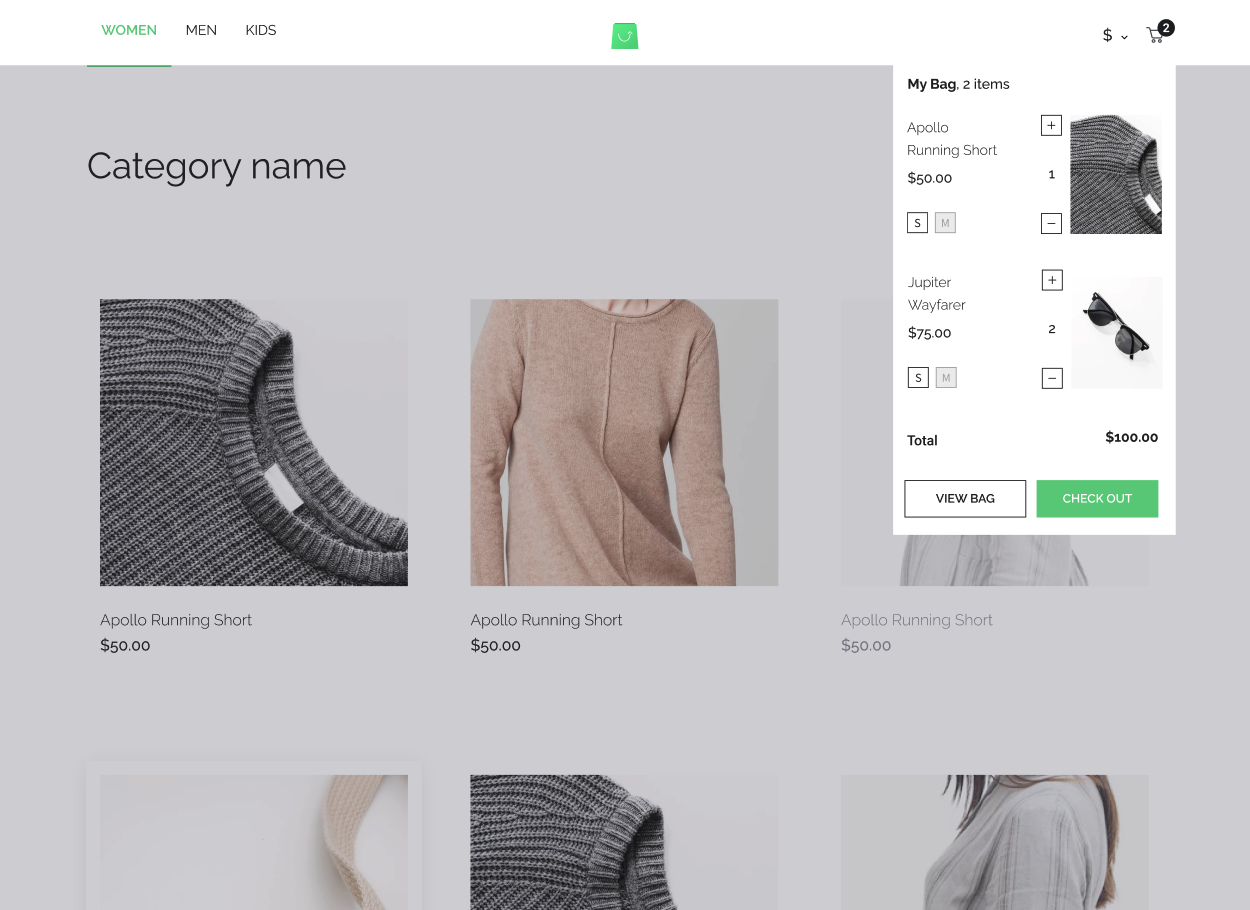 WOMEN MEN KIDS
$ 2
My Bag, 2 items
Apollo
Running Short
$50.00
+
1
−
S M
Jupiter
Wayfarer
$75.00
+
2
−
S M
Total $100.00
VIEW BAG CHECK OUT
Category name
Apollo Running Short
$50.00
Apollo Running Short
$50.00
Apollo Running Short
$50.00